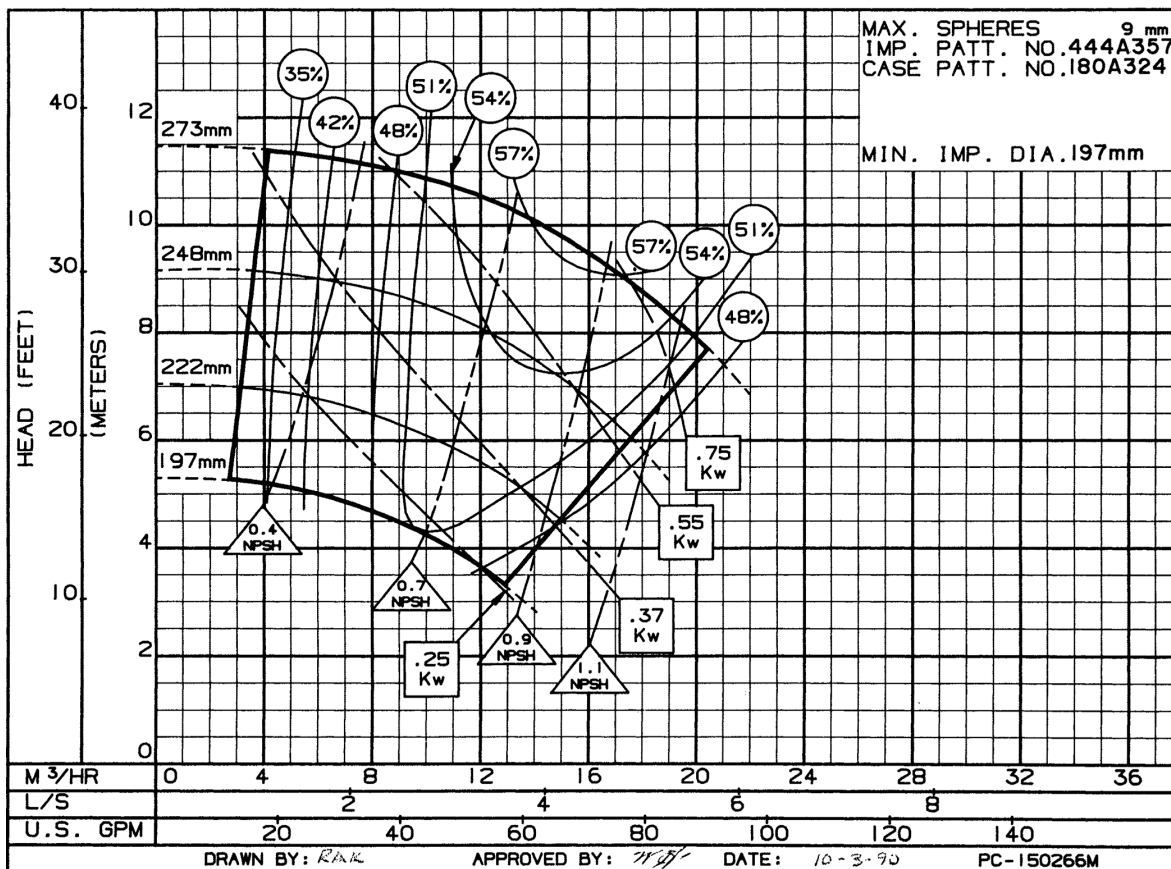 MAX. SPHERES 9 mm
IMP. PATT. NO. 444A357
CASE PATT. NO. 180A324
MIN. IMP. DIA. 197mm
HEAD (FEET)
(METERS)
40
30
20
10
12
10
8
6
4
2
0
273mm
248mm
222mm
197mm
35%
42%
48%
51%
54%
57%
57%
54%
51%
48%
0.4
NPSH
0.7
NPSH
0.9
NPSH
1.1
NPSH
.25
Kw
.37
Kw
.55
Kw
.75
Kw
M³/HR 0 4 8 12 16 20 24 28 32 36
L/S 2 4 6 8
U.S. GPM 20 40 60 80 100 120 140
DRAWN BY: RAK APPROVED BY: DATE: 10-3-90 PC-150266M